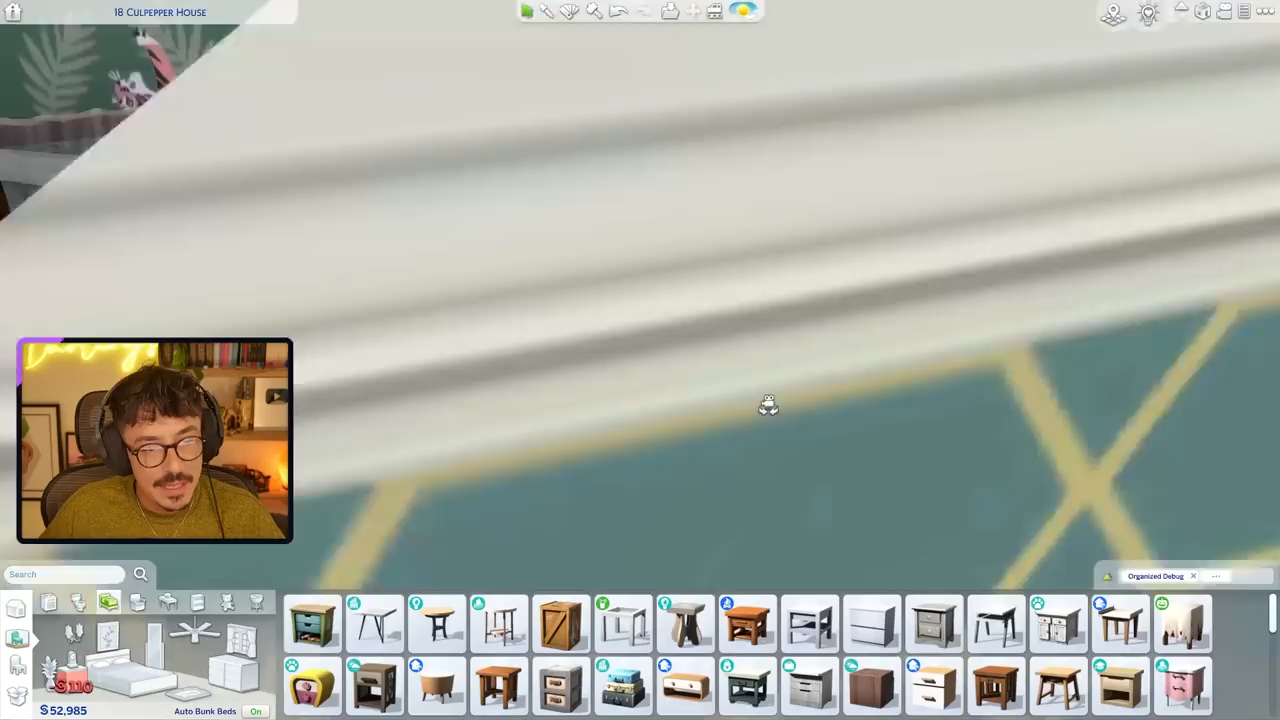 18 Culpepper House
Search
Organized Debug
-§110
§52,985
Auto Bunk Beds
On